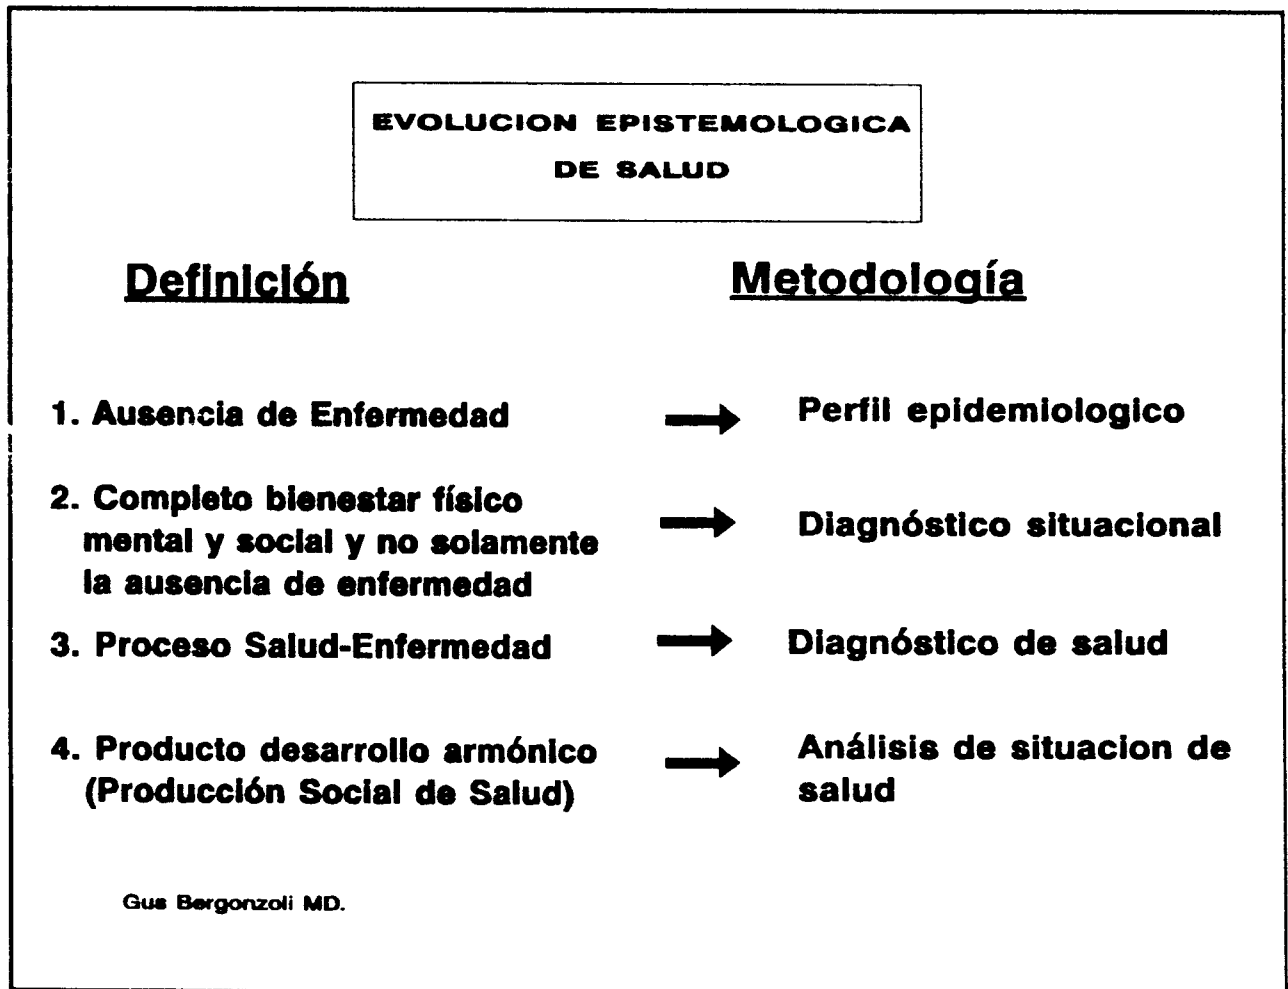 EVOLUCION EPISTEMOLOGICA
DE SALUD
Definición
Metodología
1. Ausencia de Enfermedad
Perfil epidemiologico
2. Completo bienestar físico
mental y social y no solamente
la ausencia de enfermedad
Diagnóstico situacional
3. Proceso Salud-Enfermedad
Diagnóstico de salud
4. Producto desarrollo armónico
(Producción Social de Salud)
Análisis de situacion de
salud
Gus Bergonzoli MD.